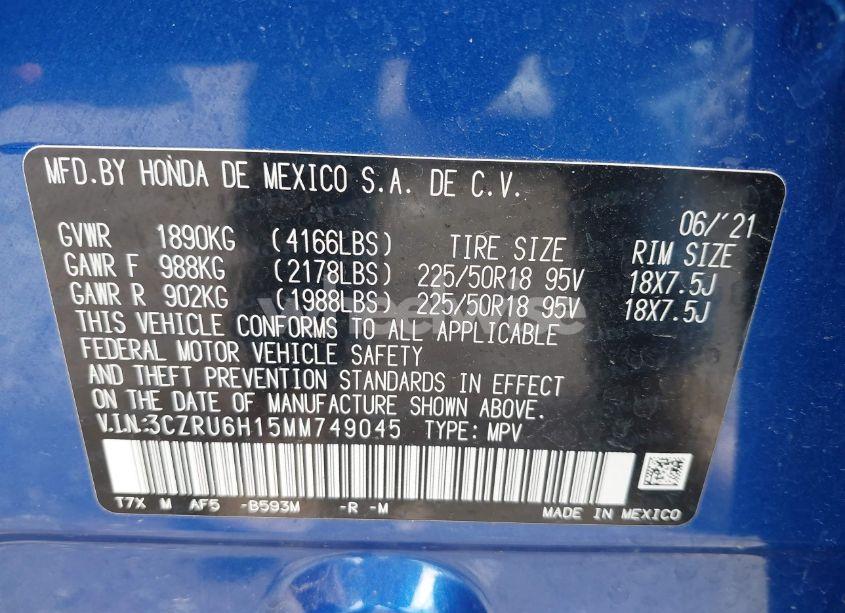 MFD.BY HONDA DE MEXICO S.A. DE C.V.
06/'21
GVWR 1890KG (4166LBS) TIRE SIZE RIM SIZE
GAWR F 988KG (2178LBS) 225/50R18 95V 18X7.5J
GAWR R 902KG (1988LBS) 225/50R18 95V 18X7.5J
THIS VEHICLE CONFORMS TO ALL APPLICABLE
FEDERAL MOTOR VEHICLE SAFETY
AND THEFT PREVENTION STANDARDS IN EFFECT
ON THE DATE OF MANUFACTURE SHOWN ABOVE.
V.I.N:3CZRU6H15MM749045 TYPE: MPV
T7X M AF5 -B593M -R -M
MADE IN MEXICO